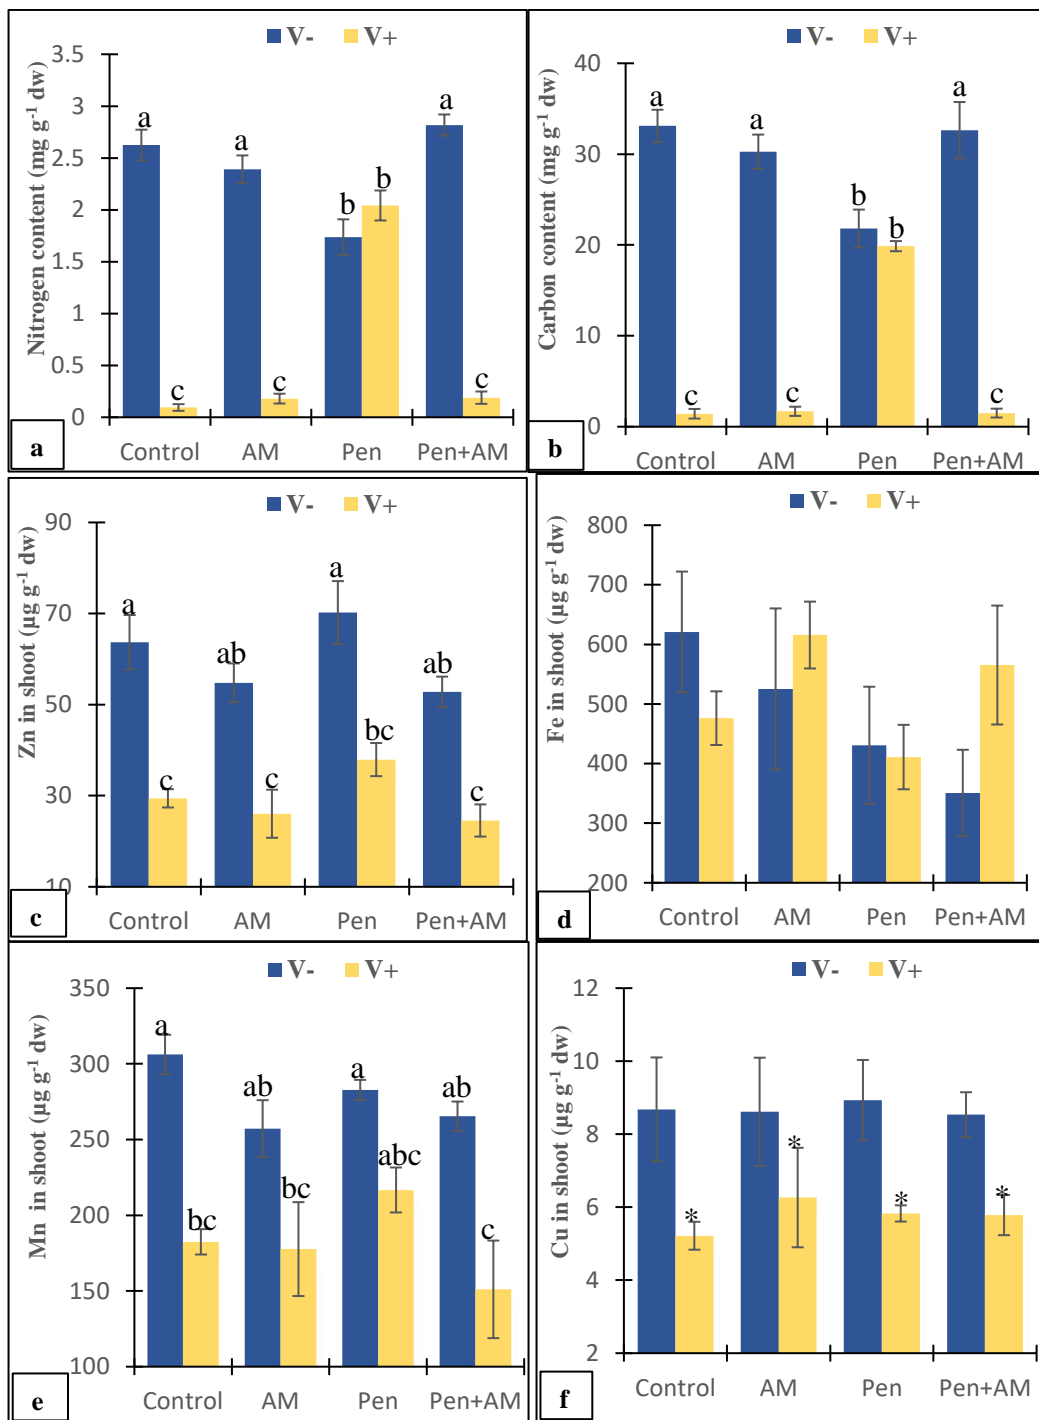 V- V+
Nitrogen content (mg g-1 dw)
3.5
3
2.5
2
1.5
1
0.5
0
a
c
a
c
b
b
a
c
Control AM Pen Pen+AM
a
V- V+
Carbon content (mg g-1 dw)
40
30
20
10
0
a
c
a
c
b
b
a
c
Control AM Pen Pen+AM
b
V- V+
Zn in shoot (µg g-1 dw)
90
70
50
30
10
a
c
ab
c
a
bc
ab
c
Control AM Pen Pen+AM
c
V- V+
Fe in shoot (µg g-1 dw)
800
700
600
500
400
300
200
Control AM Pen Pen+AM
d
V- V+
Mn in shoot (µg g-1 dw)
350
300
250
200
150
100
a
bc
ab
bc
a
abc
ab
c
Control AM Pen Pen+AM
e
V- V+
Cu in shoot (µg g-1 dw)
12
10
8
6
4
2
*
*
*
*
Control AM Pen Pen+AM
f